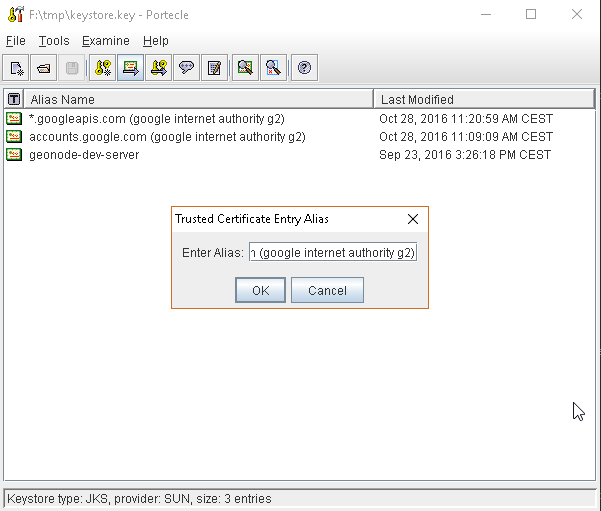 F:\tmp\keystore.key - Portecle
File Tools Examine Help
T Alias Name Last Modified
*.googleapis.com (google internet authority g2) Oct 28, 2016 11:20:59 AM CEST
accounts.google.com (google internet authority g2) Oct 28, 2016 11:09:09 AM CEST
geonode-dev-server Sep 23, 2016 3:26:18 PM CEST
Trusted Certificate Entry Alias
Enter Alias: (google internet authority g2)
OK Cancel
Keystore type: JKS, provider: SUN, size: 3 entries